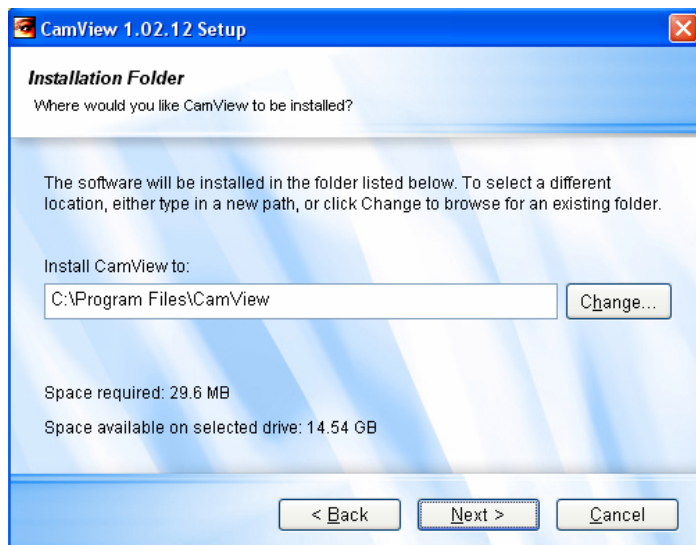 CamView 1.02.12 Setup
Installation Folder
Where would you like CamView to be installed?
The software will be installed in the folder listed below. To select a different
location, either type in a new path, or click Change to browse for an existing folder.
Install CamView to:
C:\Program Files\CamView
Change...
Space required: 29.6 MB
Space available on selected drive: 14.54 GB
< Back
Next >
Cancel